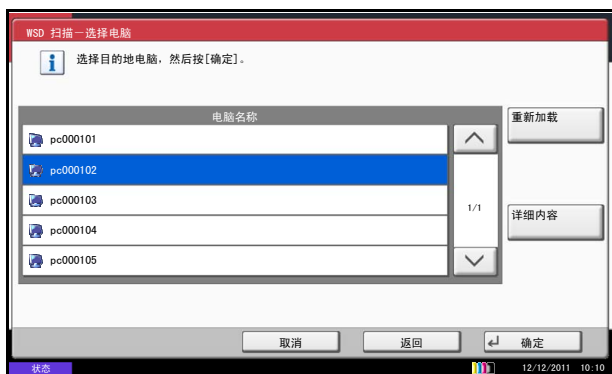 WSD 扫描－选择电脑
选择目的地电脑，然后按[确定]。
电脑名称
重新加载
pc000101
pc000102
pc000103
1/1
详细内容
pc000104
pc000105
取消
返回
确定
状态
12/12/2011 10:10